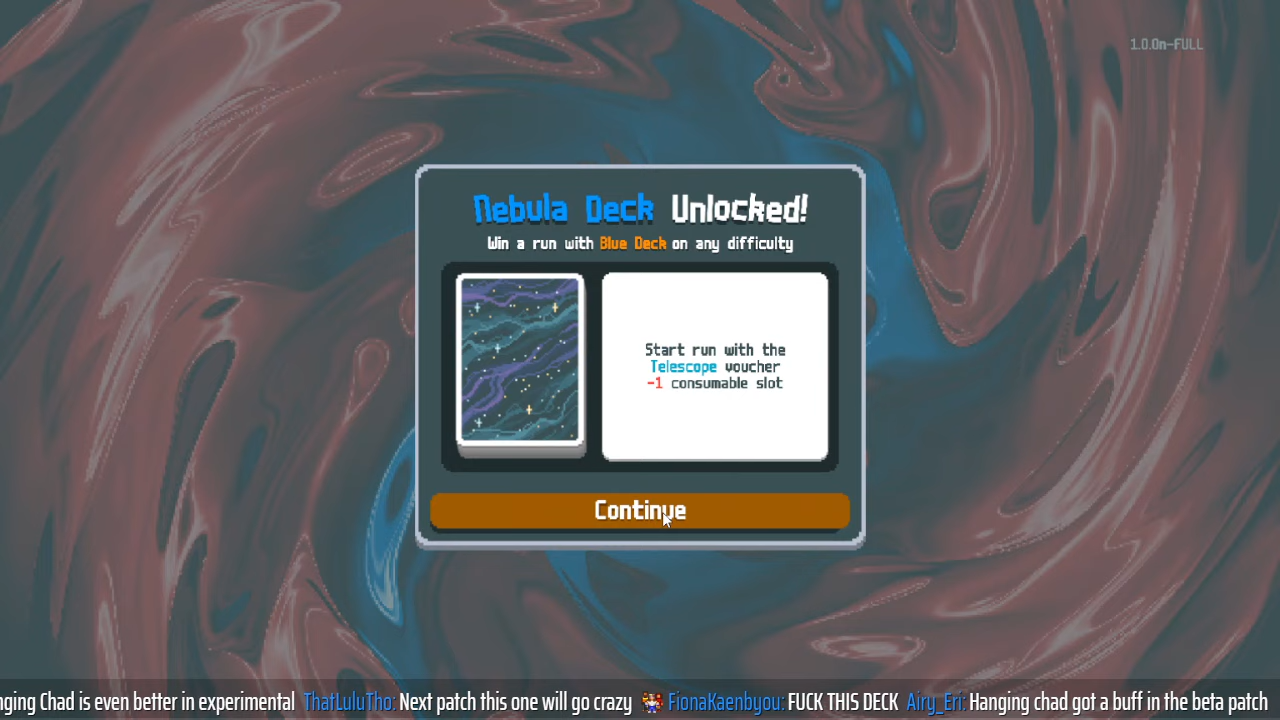 1.0.0n-FULL
Nebula Deck Unlocked!
Win a run with Blue Deck on any difficulty
Start run with the
Telescope voucher
-1 consumable slot
Continue
nging Chad is even better in experimental ThatLuluTho: Next patch this one will go crazy FionaKaenbyou: FUCK THIS DECK Airy_Eri: Hanging chad got a buff in the beta patch